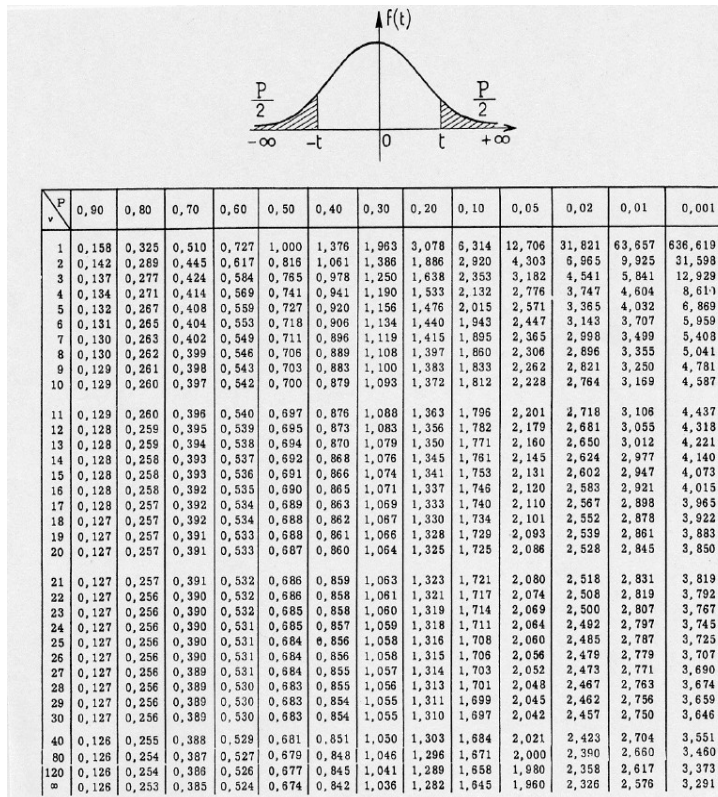 f(t)
P/2 P/2
-∞ -t 0 t +∞
P
v 0,90 0,80 0,70 0,60 0,50 0,40 0,30 0,20 0,10 0,05 0,02 0,01 0,001
1 0,158 0,325 0,510 0,727 1,000 1,376 1,963 3,078 6,314 12,706 31,821 63,657 636,619
2 0,142 0,289 0,445 0,617 0,816 1,061 1,386 1,886 2,920 4,303 6,965 9,925 31,598
3 0,137 0,277 0,424 0,584 0,765 0,978 1,250 1,638 2,353 3,182 4,541 5,841 12,929
4 0,134 0,271 0,414 0,569 0,741 0,941 1,190 1,533 2,132 2,776 3,747 4,604 8,610
5 0,132 0,267 0,408 0,559 0,727 0,920 1,156 1,476 2,015 2,571 3,365 4,032 6,869
6 0,131 0,265 0,404 0,553 0,718 0,906 1,134 1,440 1,943 2,447 3,143 3,707 5,959
7 0,130 0,263 0,402 0,549 0,711 0,896 1,119 1,415 1,895 2,365 2,998 3,499 5,408
8 0,130 0,262 0,399 0,546 0,706 0,889 1,108 1,397 1,860 2,306 2,896 3,355 5,041
9 0,129 0,261 0,398 0,543 0,703 0,883 1,100 1,383 1,833 2,262 2,821 3,250 4,781
10 0,129 0,260 0,397 0,542 0,700 0,879 1,093 1,372 1,812 2,228 2,764 3,169 4,587
11 0,129 0,260 0,396 0,540 0,697 0,876 1,088 1,363 1,796 2,201 2,718 3,106 4,437
12 0,128 0,259 0,395 0,539 0,695 0,873 1,083 1,356 1,782 2,179 2,681 3,055 4,318
13 0,128 0,259 0,394 0,538 0,694 0,870 1,079 1,350 1,771 2,160 2,650 3,012 4,221
14 0,128 0,258 0,393 0,537 0,692 0,868 1,076 1,345 1,761 2,145 2,624 2,977 4,140
15 0,128 0,258 0,393 0,536 0,691 0,866 1,074 1,341 1,753 2,131 2,602 2,947 4,073
16 0,128 0,258 0,392 0,535 0,690 0,865 1,071 1,337 1,746 2,120 2,583 2,921 4,015
17 0,128 0,257 0,392 0,534 0,689 0,863 1,069 1,333 1,740 2,110 2,567 2,898 3,965
18 0,127 0,257 0,392 0,534 0,688 0,862 1,067 1,330 1,734 2,101 2,552 2,878 3,922
19 0,127 0,257 0,391 0,533 0,688 0,861 1,066 1,328 1,729 2,093 2,539 2,861 3,883
20 0,127 0,257 0,391 0,533 0,687 0,860 1,064 1,325 1,725 2,086 2,528 2,845 3,850
21 0,127 0,257 0,391 0,532 0,686 0,859 1,063 1,323 1,721 2,080 2,518 2,831 3,819
22 0,127 0,256 0,390 0,532 0,686 0,858 1,061 1,321 1,717 2,074 2,508 2,819 3,792
23 0,127 0,256 0,390 0,532 0,685 0,858 1,060 1,319 1,714 2,069 2,500 2,807 3,767
24 0,127 0,256 0,390 0,531 0,685 0,857 1,059 1,318 1,711 2,064 2,492 2,797 3,745
25 0,127 0,256 0,390 0,531 0,684 0,856 1,058 1,316 1,708 2,060 2,485 2,787 3,725
26 0,127 0,256 0,390 0,531 0,684 0,856 1,058 1,315 1,706 2,056 2,479 2,779 3,707
27 0,127 0,256 0,389 0,531 0,684 0,855 1,057 1,314 1,703 2,052 2,473 2,771 3,690
28 0,127 0,256 0,389 0,530 0,683 0,855 1,056 1,313 1,701 2,048 2,467 2,763 3,674
29 0,127 0,256 0,389 0,530 0,683 0,854 1,055 1,311 1,699 2,045 2,462 2,756 3,659
30 0,127 0,256 0,389 0,530 0,683 0,854 1,055 1,310 1,697 2,042 2,457 2,750 3,646
40 0,126 0,255 0,388 0,529 0,681 0,851 1,050 1,303 1,684 2,021 2,423 2,704 3,551
80 0,126 0,254 0,387 0,527 0,679 0,848 1,046 1,296 1,671 2,000 2,390 2,660 3,460
120 0,126 0,254 0,386 0,526 0,677 0,845 1,041 1,289 1,658 1,980 2,358 2,617 3,373
∞ 0,126 0,253 0,385 0,524 0,674 0,842 1,036 1,282 1,645 1,960 2,326 2,576 3,291